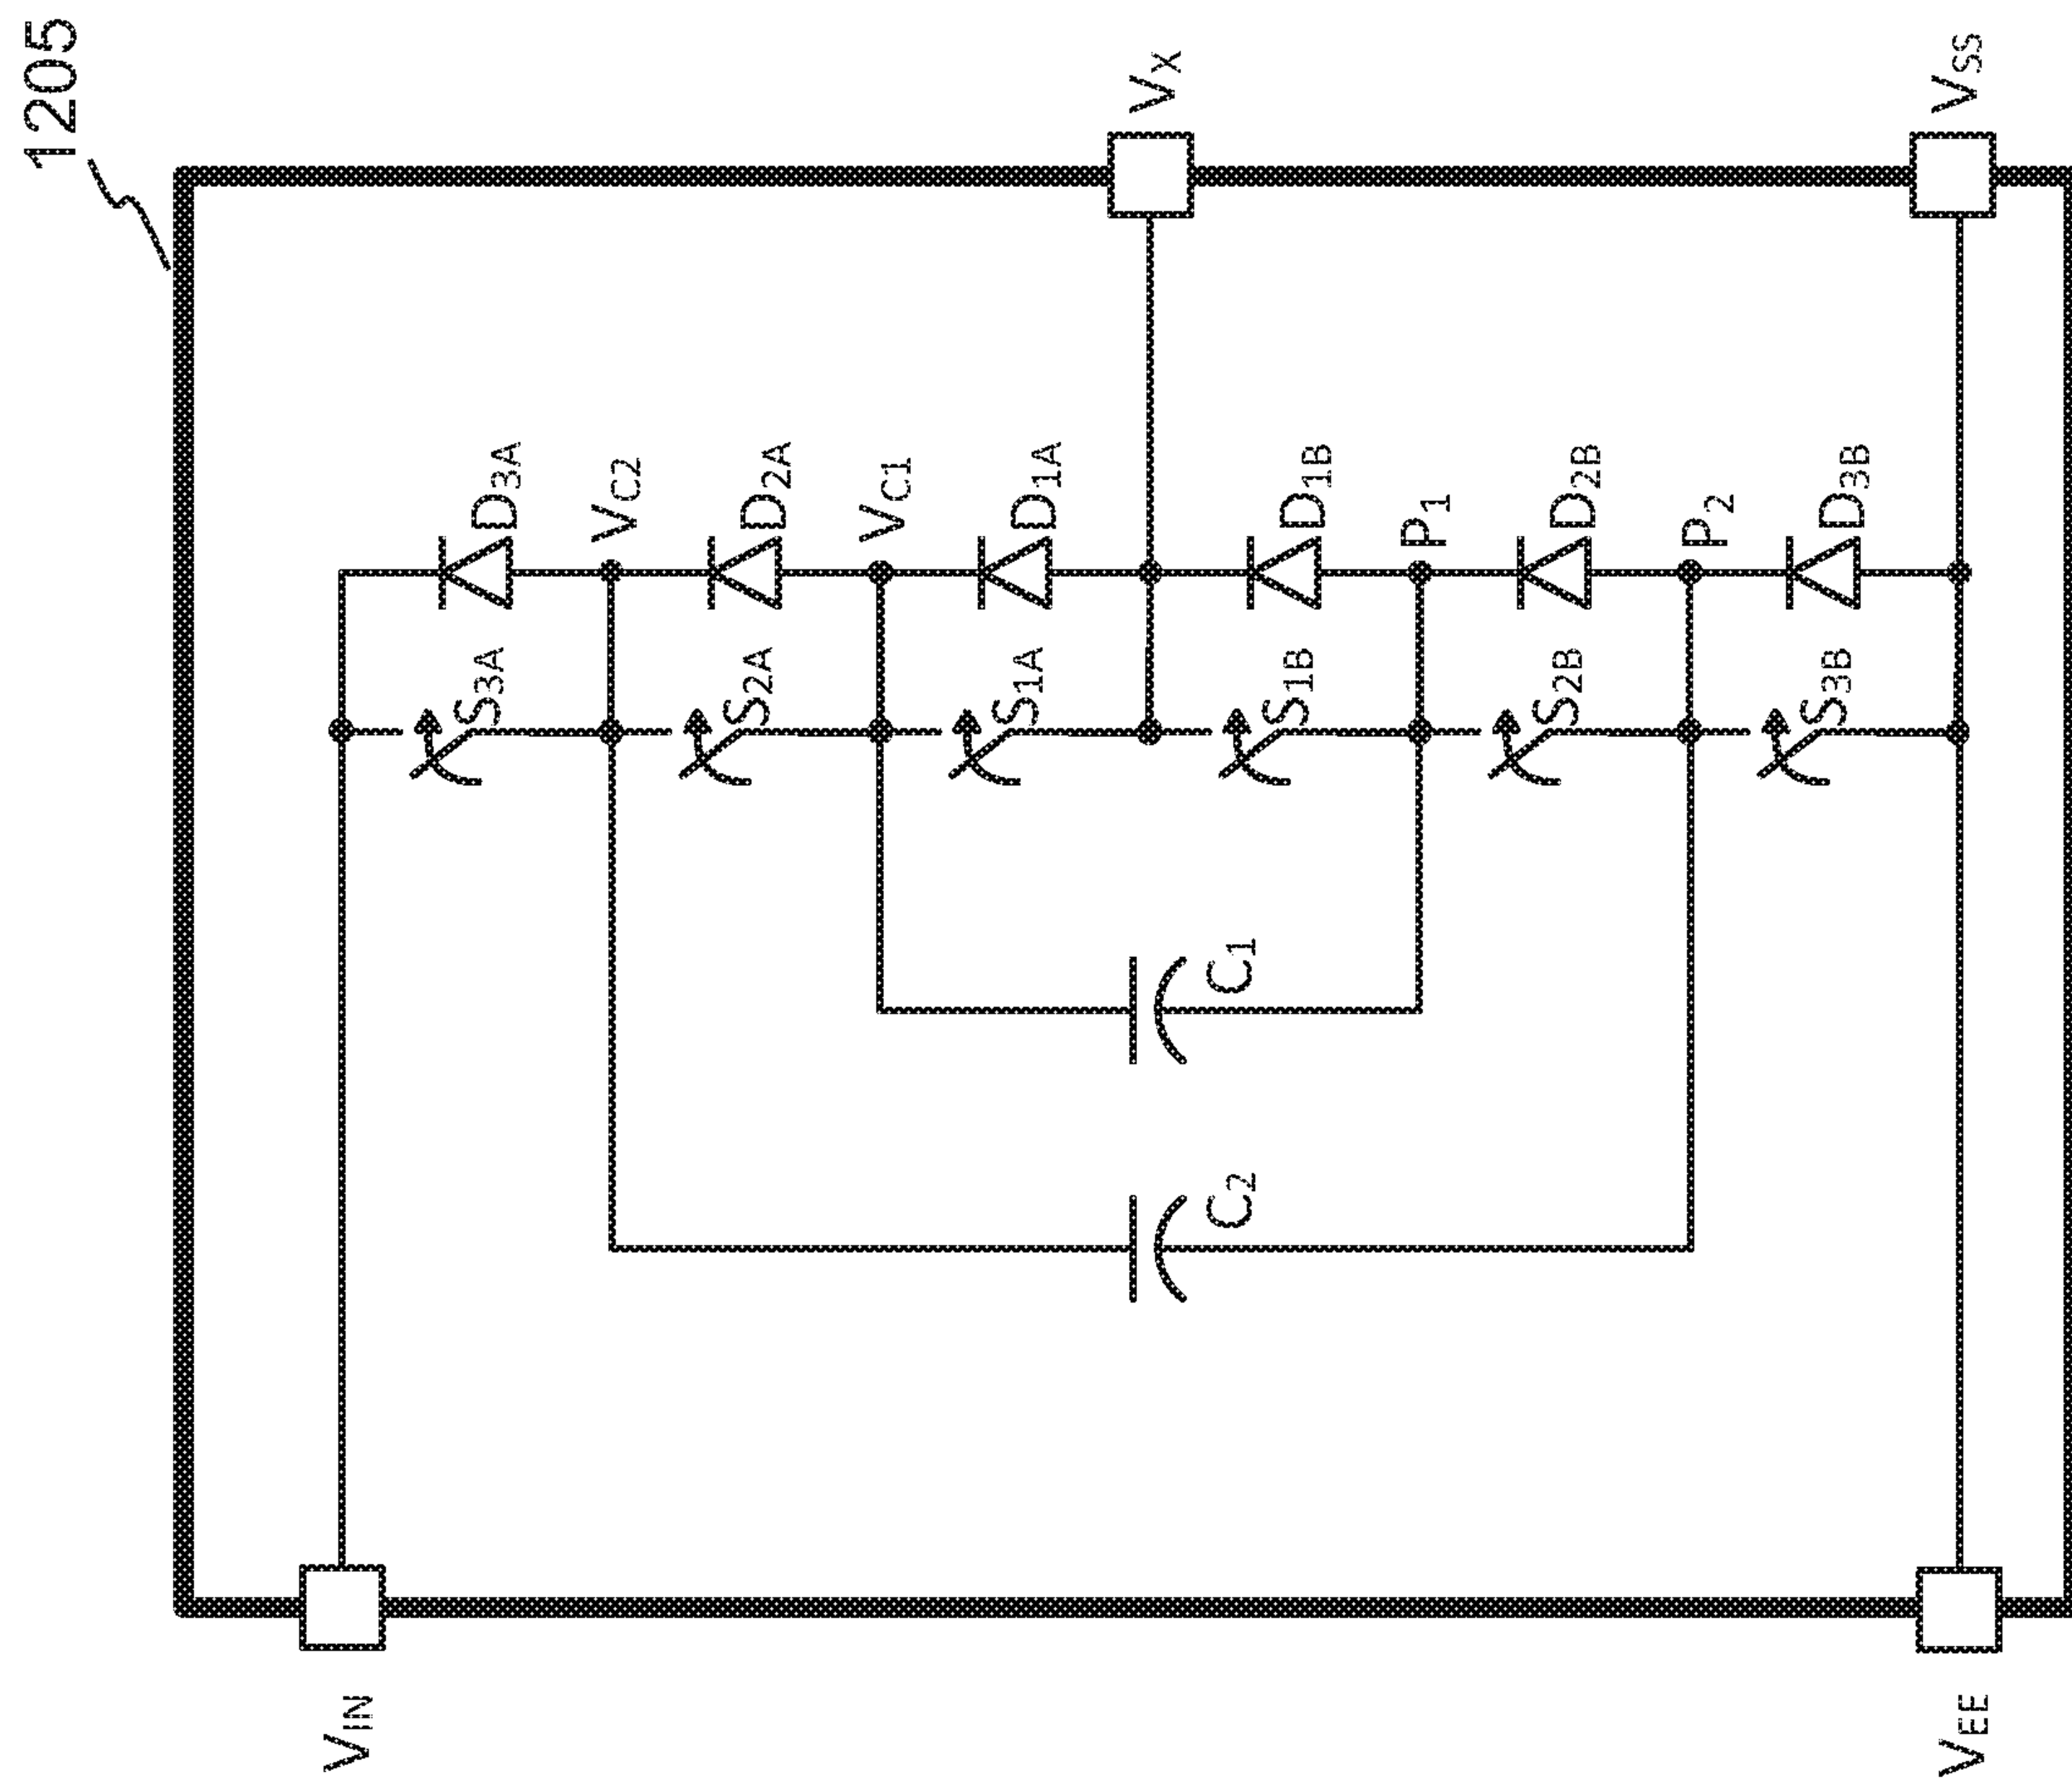 1205
VIN
VX
VEE
VSS
S3A
D3A
VC2
S2A
D2A
VC1
S1A
D1A
S1B
D1B
P1
S2B
D2B
P2
S3B
D3B
C1
C2